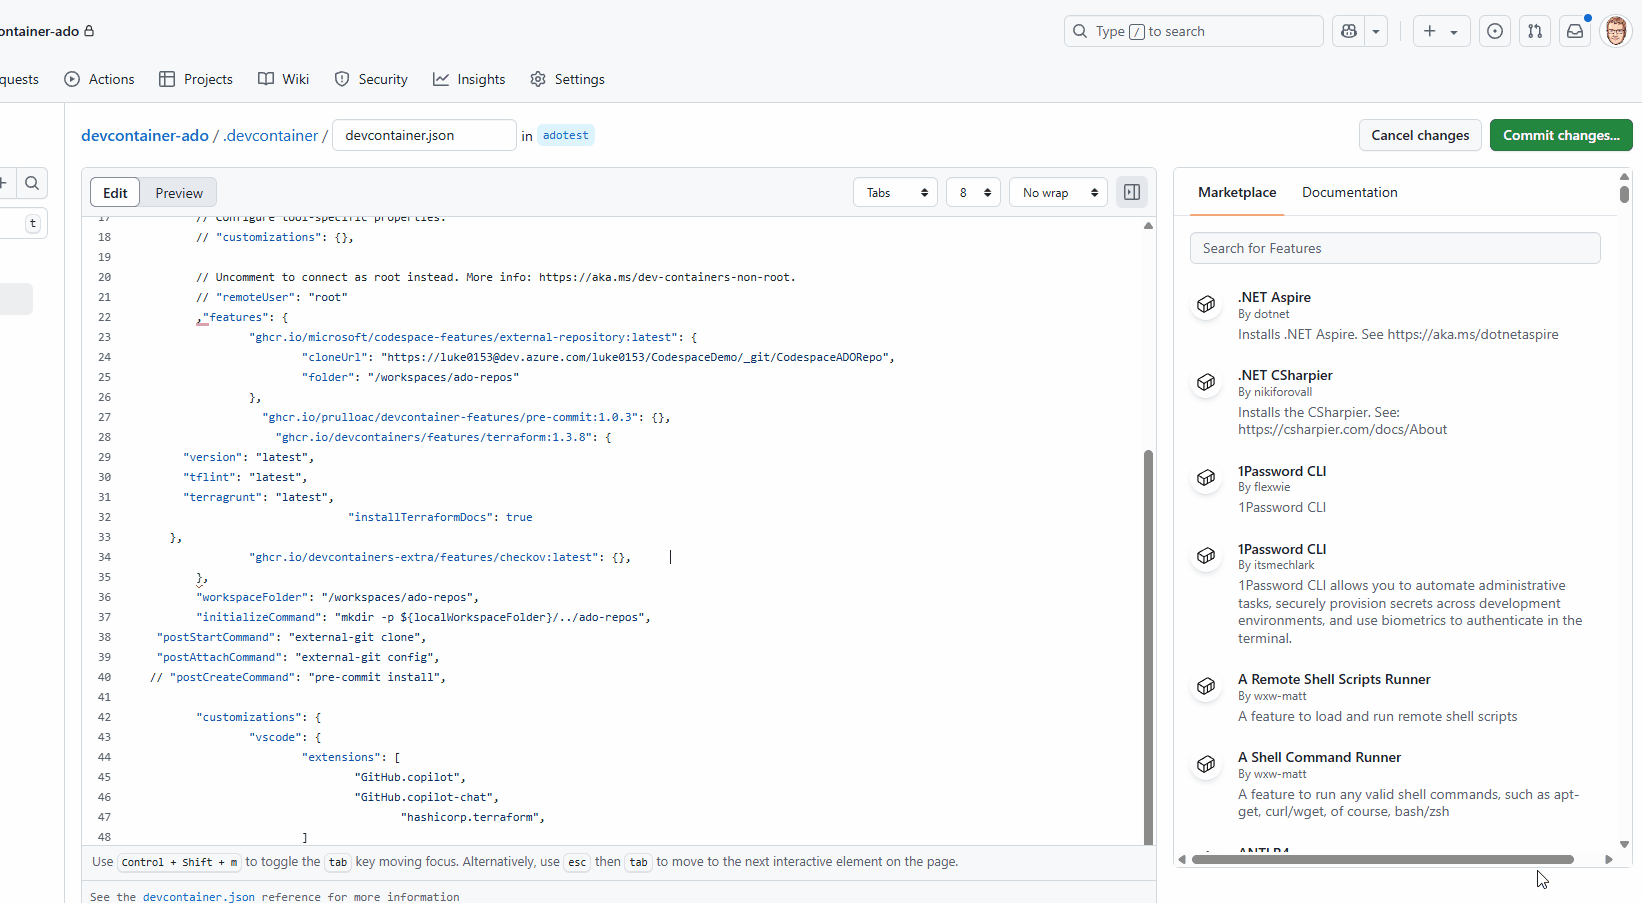 ontainer-ado
Type / to search
quests
Actions
Projects
Wiki
Security
Insights
Settings
devcontainer-ado / .devcontainer / devcontainer.json in adotest
Cancel changes
Commit changes...
t
Edit
Preview
Tabs
8
No wrap
17 // Configure tool-specific properties.
18 // "customizations": {},
19
20 // Uncomment to connect as root instead. More info: https://aka.ms/dev-containers-non-root.
21 // "remoteUser": "root"
22 ,"features": {
23 "ghcr.io/microsoft/codespace-features/external-repository:latest": {
24 "cloneUrl": "https://luke0153@dev.azure.com/luke0153/CodespaceDemo/_git/CodespaceADORepo",
25 "folder": "/workspaces/ado-repos"
26 },
27 "ghcr.io/prulloac/devcontainer-features/pre-commit:1.0.3": {},
28 "ghcr.io/devcontainers/features/terraform:1.3.8": {
29 "version": "latest",
30 "tflint": "latest",
31 "terragrunt": "latest",
32 "installTerraformDocs": true
33 },
34 "ghcr.io/devcontainers-extra/features/checkov:latest": {},
35 },
36 "workspaceFolder": "/workspaces/ado-repos",
37 "initializeCommand": "mkdir -p ${localWorkspaceFolder}/../ado-repos",
38 "postStartCommand": "external-git clone",
39 "postAttachCommand": "external-git config",
40 // "postCreateCommand": "pre-commit install",
41
42 "customizations": {
43 "vscode": {
44 "extensions": [
45 "GitHub.copilot",
46 "GitHub.copilot-chat",
47 "hashicorp.terraform",
48 ]
Use Control + Shift + m to toggle the tab key moving focus. Alternatively, use esc then tab to move to the next interactive element on the page.
See the devcontainer.json reference for more information
Marketplace
Documentation
Search for Features
.NET Aspire
By dotnet
Installs .NET Aspire. See https://aka.ms/dotnetaspire
.NET CSharpier
By nikiforovall
Installs the CSharpier. See:
https://csharpier.com/docs/About
1Password CLI
By flexwie
1Password CLI
1Password CLI
By itsmechlark
1Password CLI allows you to automate administrative
tasks, securely provision secrets across development
environments, and use biometrics to authenticate in the
terminal.
A Remote Shell Scripts Runner
By wxw-matt
A feature to load and run remote shell scripts
A Shell Command Runner
By wxw-matt
A feature to run any valid shell commands, such as apt-
get, curl/wget, of course, bash/zsh